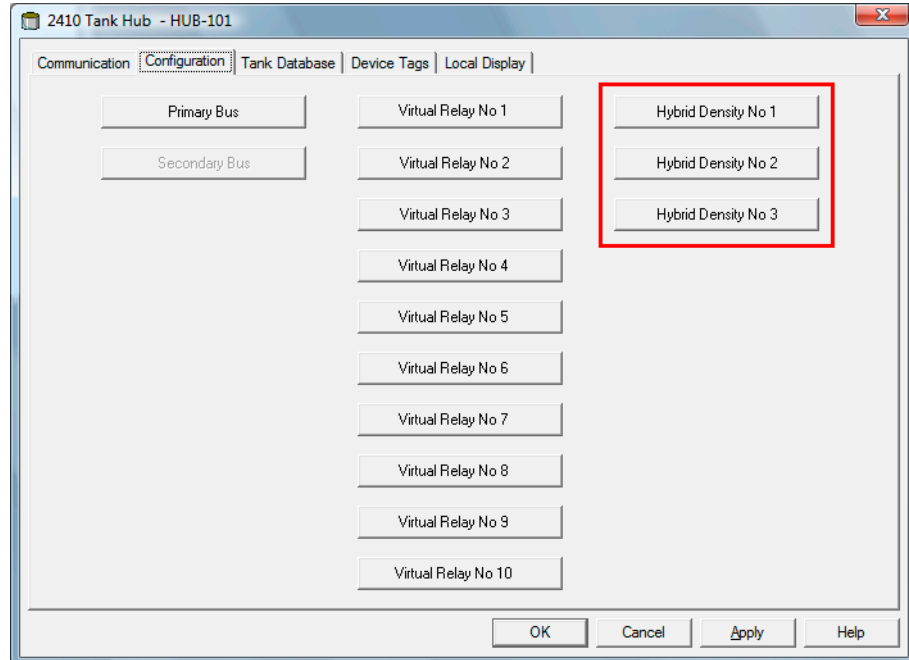 2410 Tank Hub - HUB-101
Communication Configuration Tank Database Device Tags Local Display
Primary Bus Virtual Relay No 1 Hybrid Density No 1
Secondary Bus Virtual Relay No 2 Hybrid Density No 2
Virtual Relay No 3 Hybrid Density No 3
Virtual Relay No 4
Virtual Relay No 5
Virtual Relay No 6
Virtual Relay No 7
Virtual Relay No 8
Virtual Relay No 9
Virtual Relay No 10
OK Cancel Apply Help